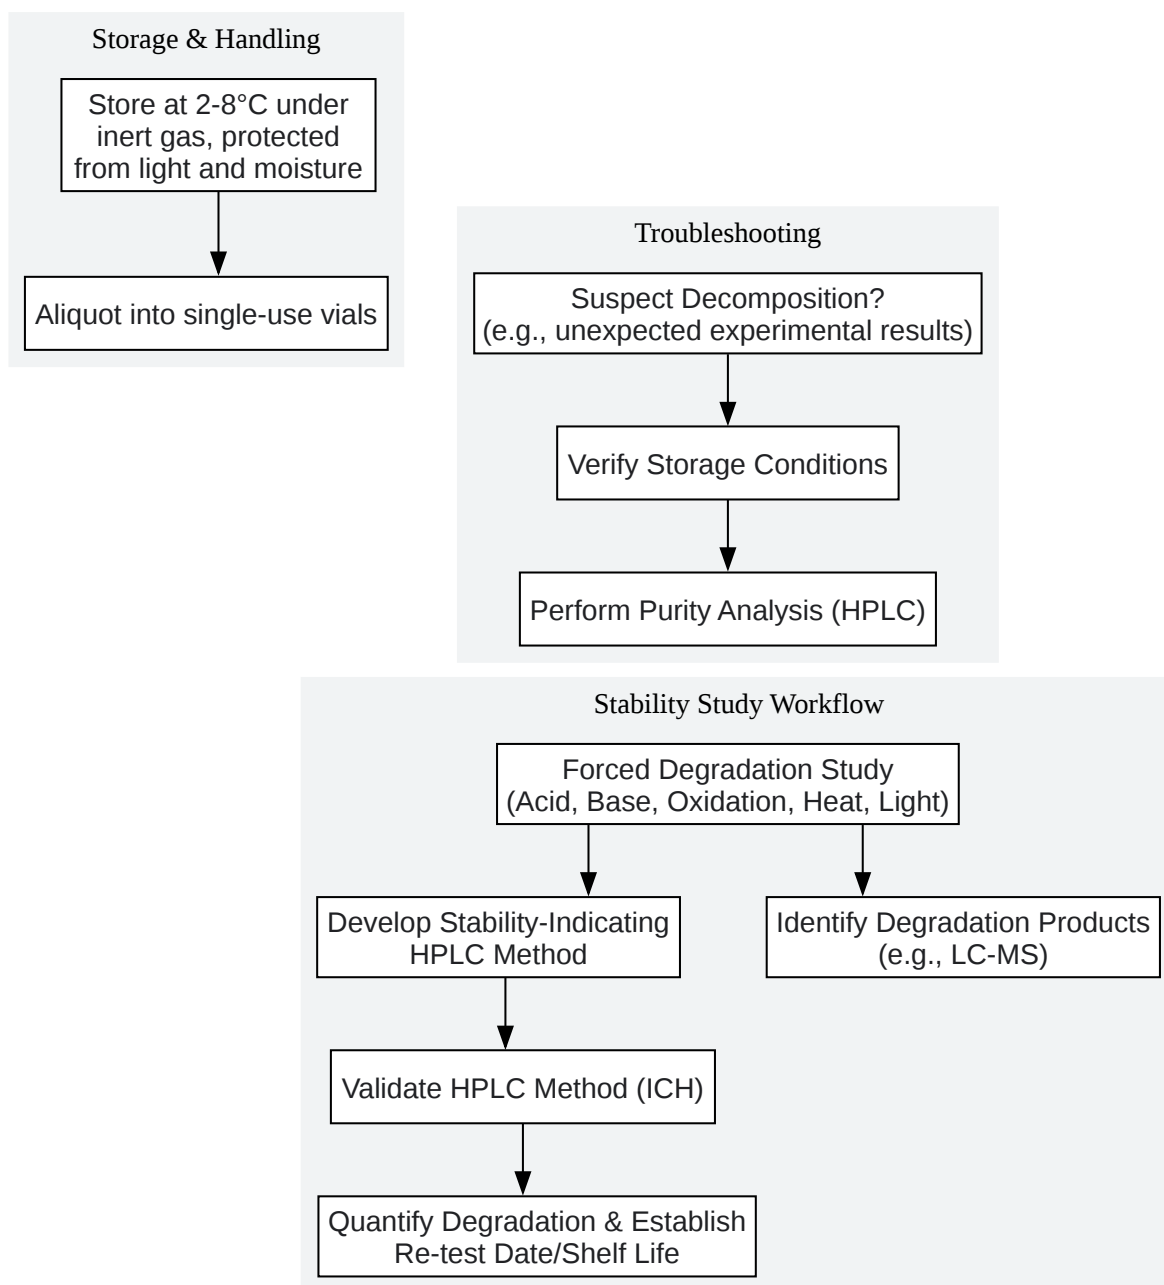 Storage & Handling
Store at 2-8°C under
inert gas, protected
from light and moisture
Aliquot into single-use vials
Troubleshooting
Suspect Decomposition?
(e.g., unexpected experimental results)
Verify Storage Conditions
Perform Purity Analysis (HPLC)
Stability Study Workflow
Forced Degradation Study
(Acid, Base, Oxidation, Heat, Light)
Develop Stability-Indicating
HPLC Method
Identify Degradation Products
(e.g., LC-MS)
Validate HPLC Method (ICH)
Quantify Degradation & Establish
Re-test Date/Shelf Life